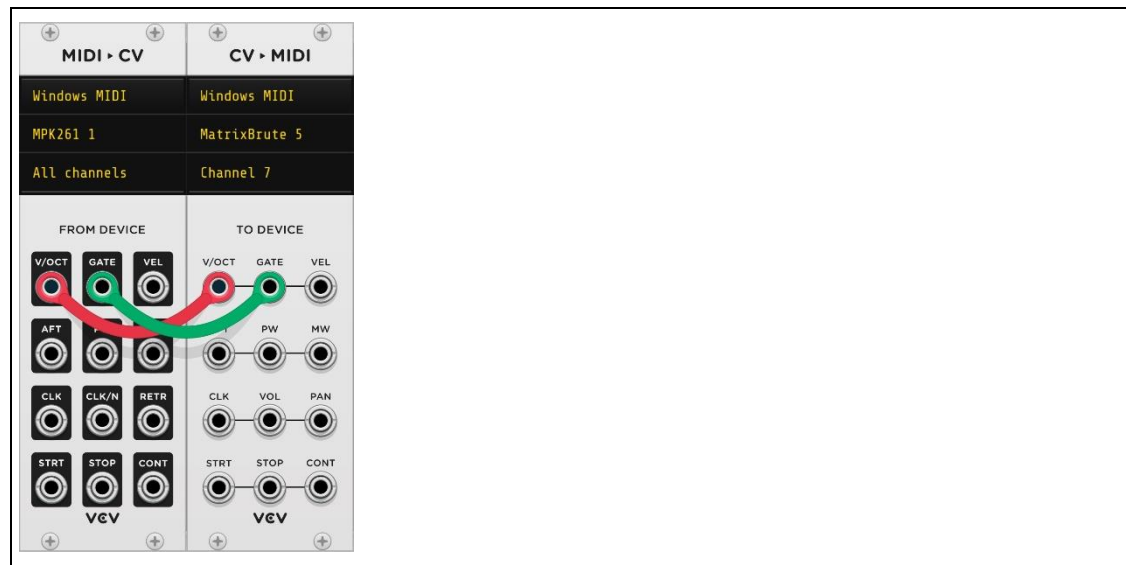 MIDI ▸ CV
Windows MIDI
MPK261 1
All channels
FROM DEVICE
V/OCT GATE VEL
AFT
CLK CLK/N RETR
STRT STOP CONT
VCV
CV ▸ MIDI
Windows MIDI
MatrixBrute 5
Channel 7
TO DEVICE
V/OCT GATE VEL
PW MW
CLK VOL PAN
STRT STOP CONT
VCV